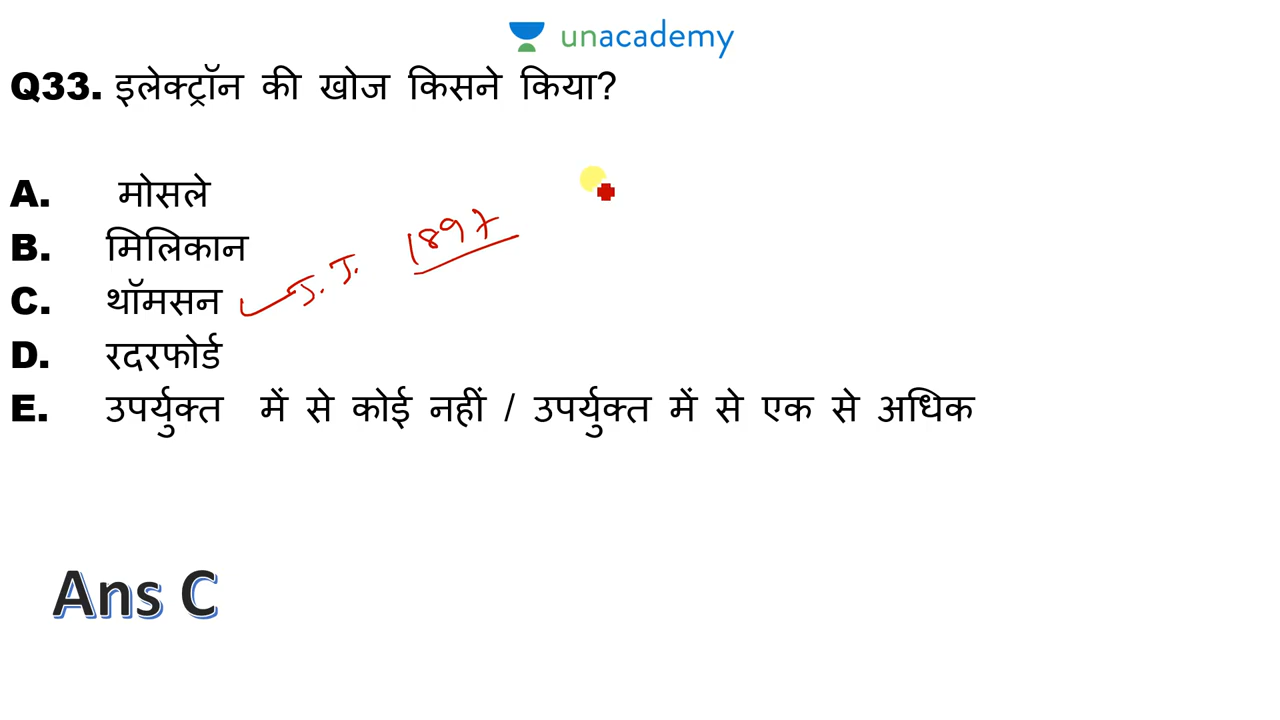 unacademy
Q33. इलेक्ट्रॉन की खोज किसने किया?
A. मोसले
B. मिलिकान
1897
J. J.
C. थॉमसन
D. रदरफोर्ड
E. उपर्युक्त में से कोई नहीं / उपर्युक्त में से एक से अधिक
Ans C